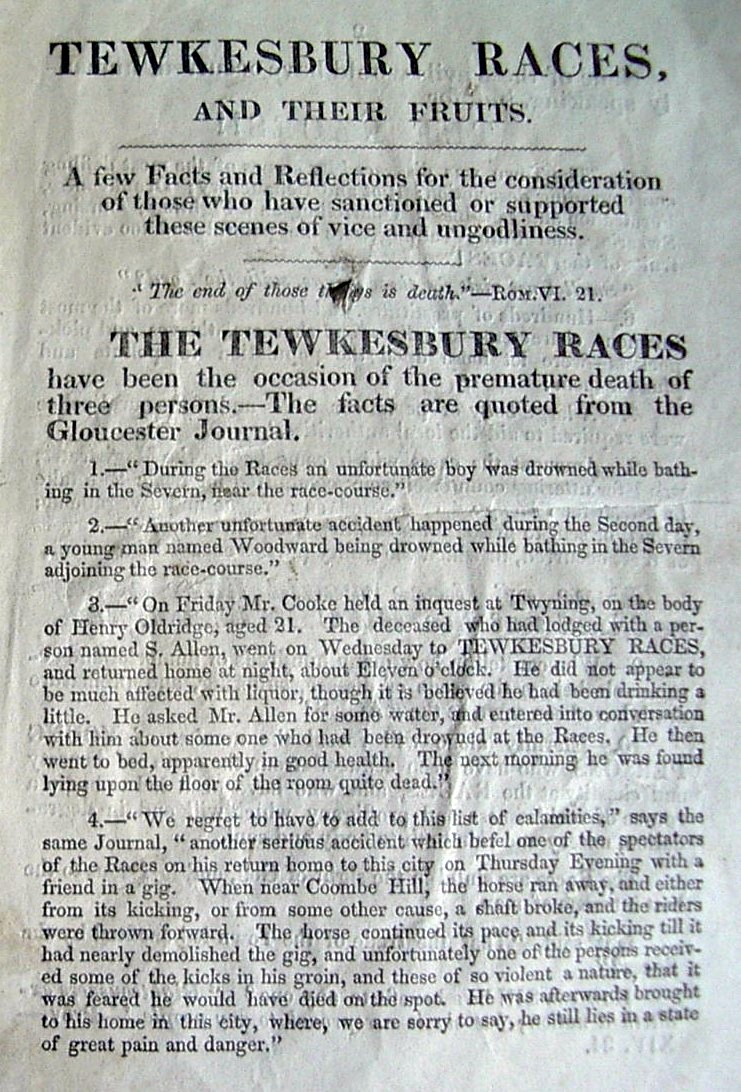 TEWKESBURY RACES,
AND THEIR FRUITS.
A few Facts and Reflections for the consideration
of those who have sanctioned or supported
these scenes of vice and ungodliness.
" The end of those is death."—ROM.VI. 21.
THE TEWKESBURY RACES
have been the occasion of the premature death of
three persons.—The facts are quoted from the
Gloucester Journal.
1.—" During the Races an unfortunate boy was drowned while bath-
ing in the Severn, near the race-course."
2.—" Another unfortunate accident happened during the Second day,
a young man named Woodward being drowned while bathing in the Severn
adjoining the race-course."
3.—" On Friday Mr. Cooke held an inquest at Twyning, on the body
of Henry Oldridge, aged 21. The deceased who had lodged with a per-
son named S. Allen, went on Wednesday to TEWKESBURY RACES,
and returned home at night, about Eleven o'clock. He did not appear to
be much affected with liquor, though it is believed he had been drinking a
little. He asked Mr. Allen for some water, and entered into conversation
with him about some one who had been drowned at the Races. He then
went to bed, apparently in good health. The next morning he was found
lying upon the floor of the room quite dead."
4.—" We regret to have to add to this list of calamities," says the
same Journal, " another serious accident which befel one of the spectators
of the Races on his return home to this city on Thursday Evening with a
friend in a gig. When near Coombe Hill, the horse ran away, and either
from its kicking, or from some other cause, a shaft broke, and the riders
were thrown forward. The horse continued its pace and its kicking till it
had nearly demolished the gig, and unfortunately one of the persons receiv-
ed some of the kicks in his groin, and these of so violent a nature, that it
was feared he would have died on the spot. He was afterwards brought
to his home in this city, where, we are sorry to say, he still lies in a state
of great pain and danger."